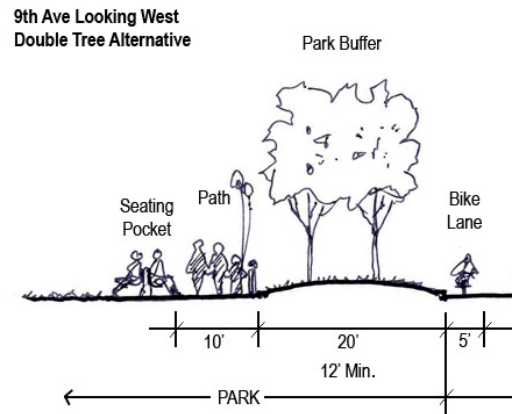 9th Ave Looking West
Double Tree Alternative
Park Buffer
Seating
Pocket
Path
Bike
Lane
10'
20'
5'
12' Min.
PARK